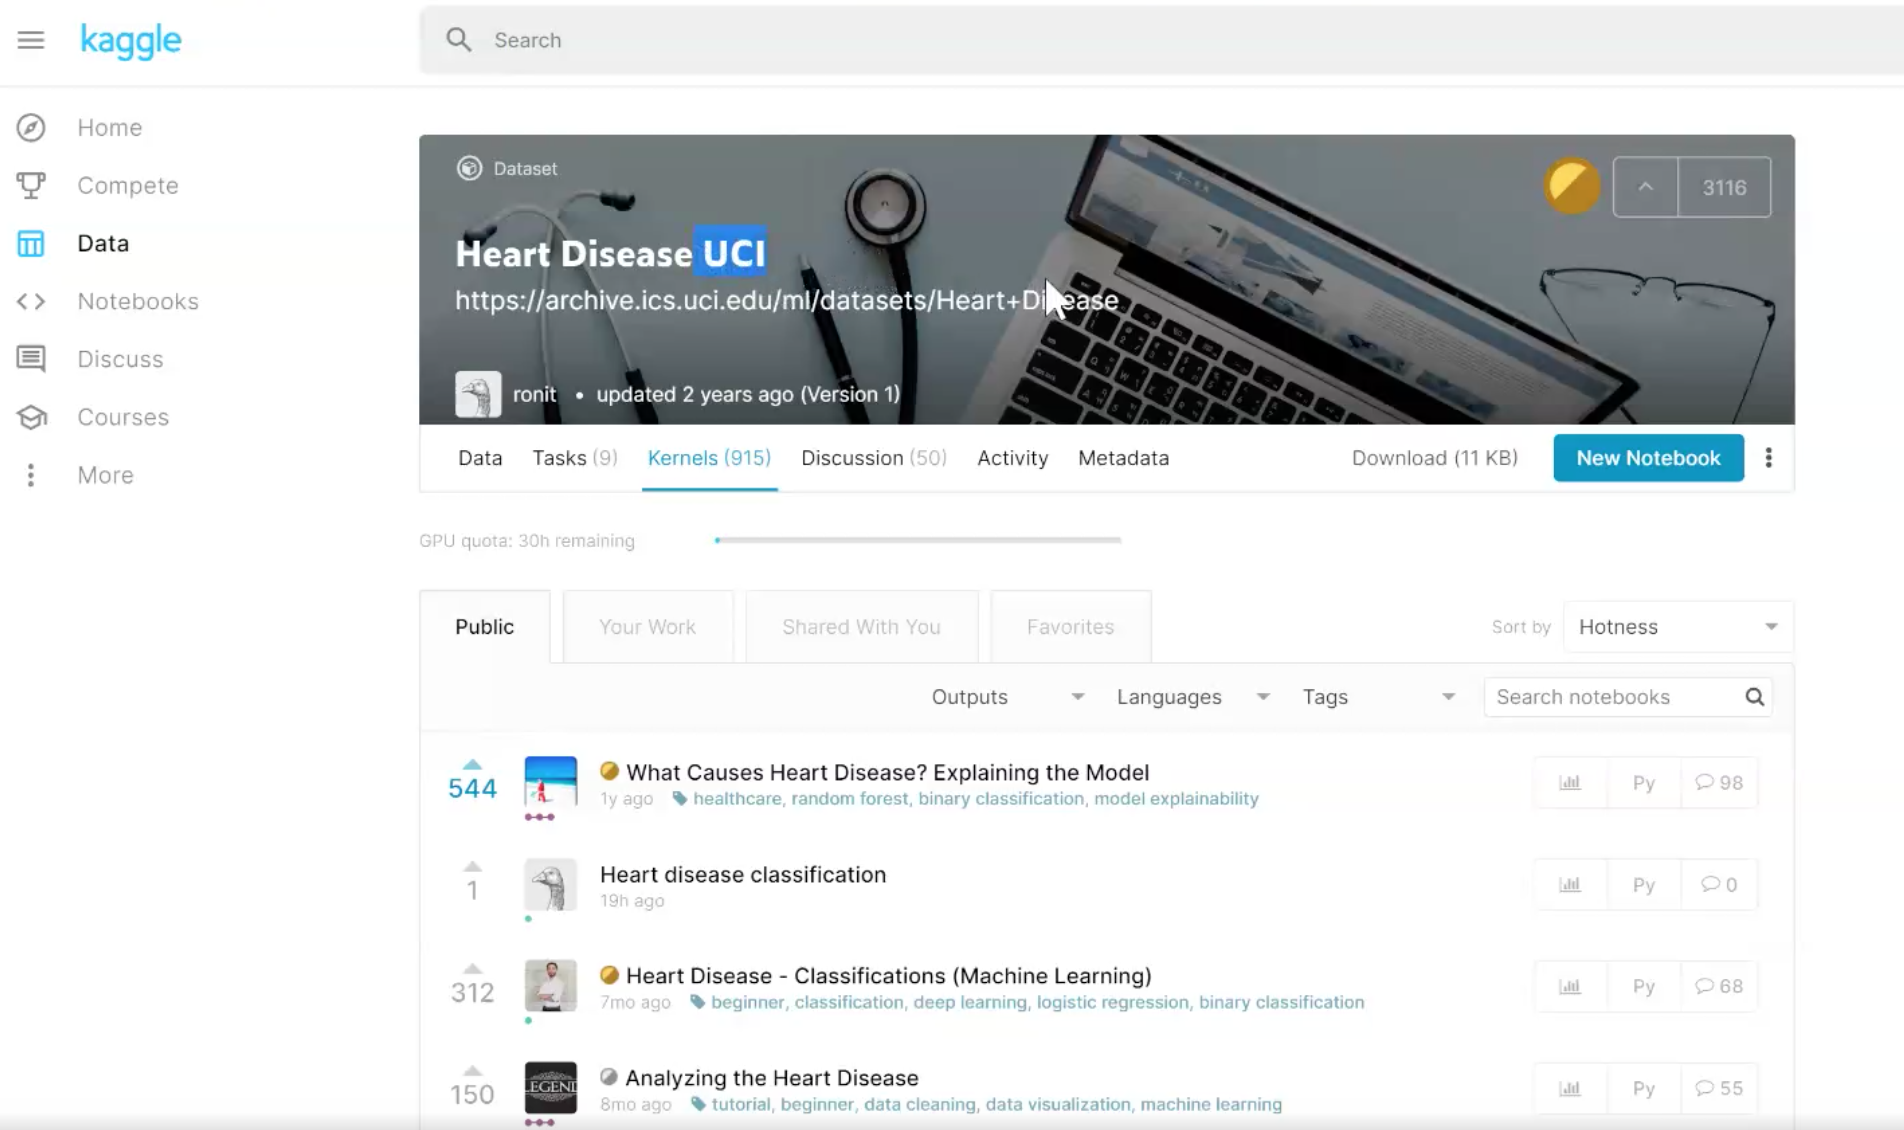 kaggle
Search
Home
Compete
Data
Notebooks
Discuss
Courses
More
Dataset
3116
Heart Disease UCI
https://archive.ics.uci.edu/ml/datasets/Heart+Disease
ronit • updated 2 years ago (Version 1)
Data Tasks (9) Kernels (915) Discussion (50) Activity Metadata Download (11 KB) New Notebook
GPU quota: 30h remaining
Public Your Work Shared With You Favorites Sort by Hotness
Outputs Languages Tags Search notebooks
544 What Causes Heart Disease? Explaining the Model Py 98
1y ago healthcare, random forest, binary classification, model explainability
1 Heart disease classification Py 0
19h ago
312 Heart Disease - Classifications (Machine Learning) Py 68
7mo ago beginner, classification, deep learning, logistic regression, binary classification
150 LEGEND Analyzing the Heart Disease Py 55
8mo ago tutorial, beginner, data cleaning, data visualization, machine learning